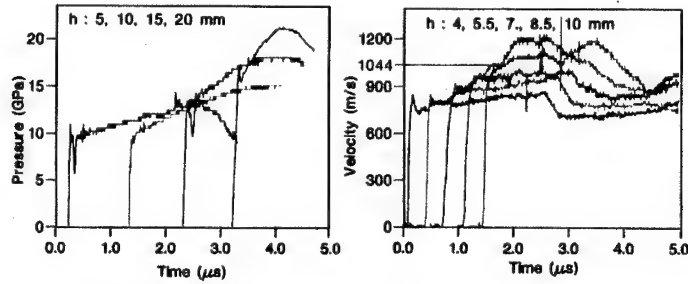 h : 5, 10, 15, 20 mm
20
15
10
5
0
Pressure (GPa)
0.0 1.0 2.0 3.0 4.0 5.0
Time (μs)
h : 4, 5.5, 7., 8.5, 10 mm
1200
1044
900
600
300
0
Velocity (m/s)
0.0 1.0 2.0 3.0 4.0 5.0
Time (μs)